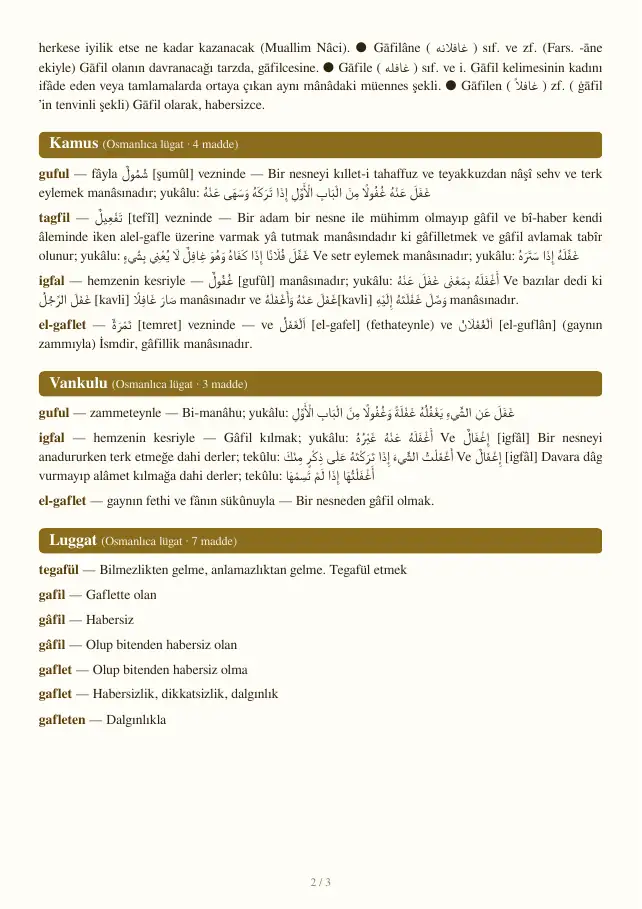 herkese iyilik etse ne kadar kazanacak (Muallim Nâci). ● Gāfilâne ( غافلانه ) sıf. ve zf. (Fars. -āne
ekiyle) Gāfil olanın davranacağı tarzda, gāfilcesine. ● Gāfile ( غافله ) sıf. ve i. Gāfil kelimesinin kadını
ifâde eden veya tamlamalarda ortaya çıkan aynı mânâdaki müennes şekli. ● Gāfilen ( غافلاً ) zf. ( ġāfil
’in tenvinli şekli) Gāfil olarak, habersizce.
Kamus (Osmanlıca lügat · 4 madde)
guful — fâyla شُمُولٌ [şumûl] vezninde — Bir nesneyi kıllet-i tahaffuz ve teyakkuzdan nâşî sehv ve terk
eylemek manâsınadır; yukâlu: غَفَلَ عَنْهُ غُفُولًا مِنَ الْبَابِ الْأَوَّلِ إِذَا تَرَكَهُ وَسَهَى عَنْهُ
tagfil — تَفْعِيلٌ [tefîl] vezninde — Bir adam bir nesne ile mühimm olmayıp gâfil ve bî-haber kendi
âleminde iken alel-gafle üzerine varmak yâ tutmak manâsındadır ki gâfilletmek ve gâfil avlamak tabîr
olunur; yukâlu: غَفَّلَ فُلَانًا إِذَا كَفَاهُ وَهُوَ غَافِلٌ لَا يُعْنِي بِشَيْءٍ Ve setr eylemek manâsınadır; yukâlu: غَفَّلَهُ إِذَا سَتَرَهُ
igfal — hemzenin kesriyle — غُفُولٌ [gufûl] manâsınadır; yukâlu: أَغْفَلَهُ بِمَعْنَى غَفَلَ عَنْهُ Ve bazılar dedi ki
غَفَلَ الرَّجُلُ [kavli] صَارَ غَافِلًا manâsınadır ve غَفَلَ عَنْهُ وَأَغْفَلَهُ[kavli] وَصَّلَ غَفْلَتَهُ إِلَيْهِ manâsınadır.
el-gaflet — تَمْرَةٌ [temret] vezninde — ve اَلْغَفَلُ [el-gafel] (fethateynle) ve اَلْغُفْلَانُ [el-guflân] (gaynın
zammıyla) İsmdir, gâfillik manâsınadır.
Vankulu (Osmanlıca lügat · 3 madde)
guful — zammeteynle — Bi-manâhu; yukâlu: غَفَلَ عَنِ الشَّيْءِ يَغْفُلُهُ غَفْلَةً وَغُفُولًا مِنَ الْبَابِ الْأَوَّلِ
igfal — hemzenin kesriyle — Gâfil kılmak; yukâlu: أَغْفَلَهُ عَنْهُ غَيْرُهُ Ve إِغْفَالٌ [igfâl] Bir nesneyi
anadururken terk etmeğe dahi derler; tekûlu: أَغْفَلْتُ الشَّيْءَ إِذَا تَرَكْتَهُ عَلَى ذِكْرٍ مِنْكَ Ve إِغْفَالٌ [igfâl] Davara dâg
vurmayıp alâmet kılmağa dahi derler; tekûlu: أَغْفَلْتُهَا إِذَا لَمْ تَسِمْهَا
el-gaflet — gaynın fethi ve fânın sükûnuyla — Bir nesneden gâfil olmak.
Luggat (Osmanlıca lügat · 7 madde)
tegafül — Bilmezlikten gelme, anlamazlıktan gelme. Tegafül etmek
gafil — Gaflette olan
gâfil — Habersiz
gâfil — Olup bitenden habersiz olan
gaflet — Olup bitenden habersiz olma
gaflet — Habersizlik, dikkatsizlik, dalgınlık
gafleten — Dalgınlıkla
2 / 3